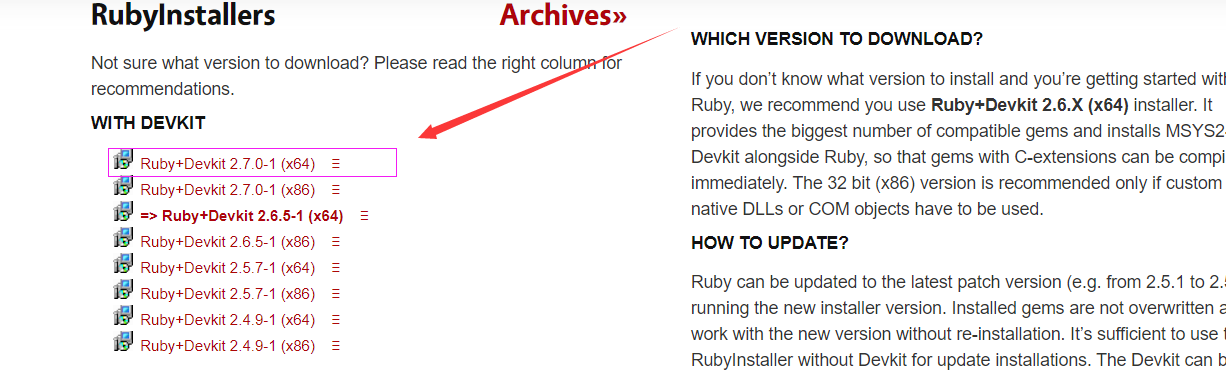 RubyInstallers
Archives»
Not sure what version to download? Please read the right column for
recommendations.
WITH DEVKIT
Ruby+Devkit 2.7.0-1 (x64)
Ruby+Devkit 2.7.0-1 (x86)
=> Ruby+Devkit 2.6.5-1 (x64)
Ruby+Devkit 2.6.5-1 (x86)
Ruby+Devkit 2.5.7-1 (x64)
Ruby+Devkit 2.5.7-1 (x86)
Ruby+Devkit 2.4.9-1 (x64)
Ruby+Devkit 2.4.9-1 (x86)
WHICH VERSION TO DOWNLOAD?
If you don’t know what version to install and you’re getting started with
Ruby, we recommend you use Ruby+Devkit 2.6.X (x64) installer. It
provides the biggest number of compatible gems and installs MSYS2-
Devkit alongside Ruby, so that gems with C-extensions can be compi
immediately. The 32 bit (x86) version is recommended only if custom
native DLLs or COM objects have to be used.
HOW TO UPDATE?
Ruby can be updated to the latest patch version (e.g. from 2.5.1 to 2.
running the new installer version. Installed gems are not overwritten a
work with the new version without re-installation. It’s sufficient to use
RubyInstaller without Devkit for update installations. The Devkit can b